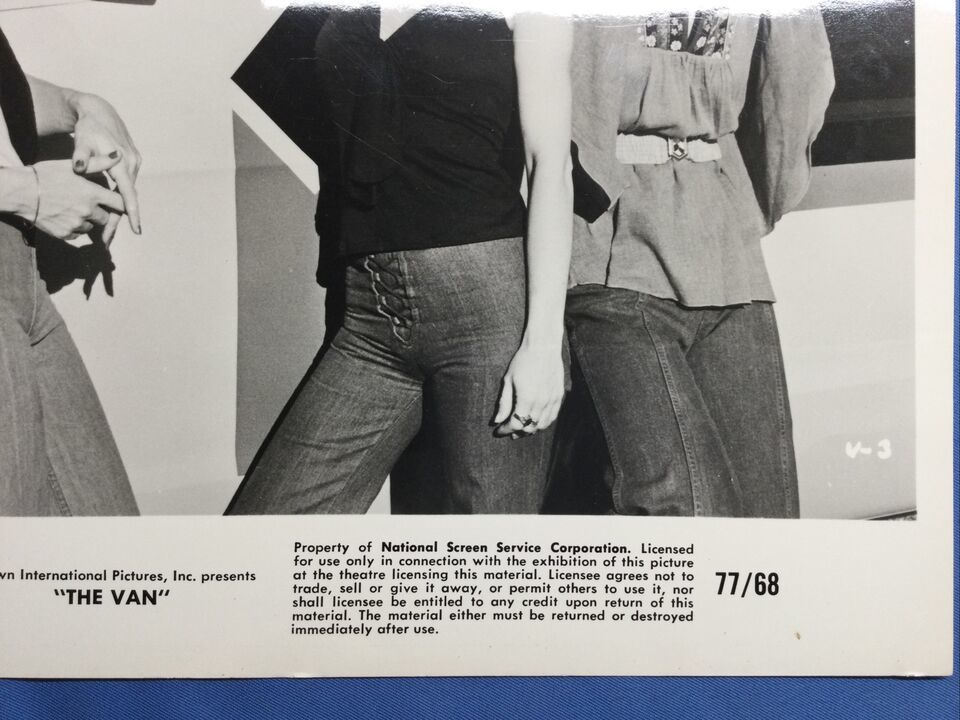 V-3
wn International Pictures, Inc. presents
"THE VAN"
Property of National Screen Service Corporation. Licensed
for use only in connection with the exhibition of this picture
at the theatre licensing this material. Licensee agrees not to
trade, sell or give it away, or permit others to use it, nor
shall licensee be entitled to any credit upon return of this
material. The material either must be returned or destroyed
immediately after use.
77/68